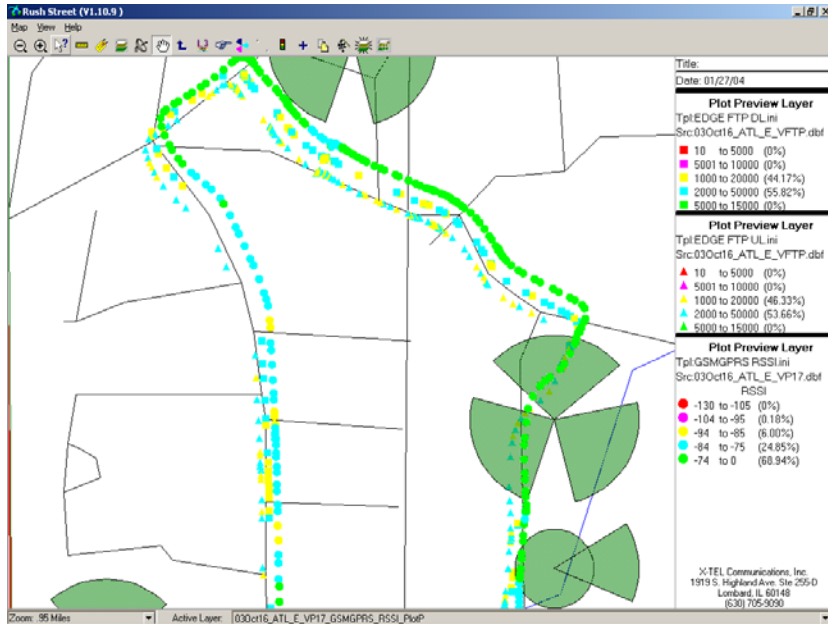 Rush Street (V1.10.9)
Map View Help
Title:
Date: 01/27/04
Plot Preview Layer
Tpl:EDGE FTP DL.ini
Src:03Oct16_ATL_E_VFTP.dbf
10 to 5000 (0%)
5001 to 10000 (0%)
1000 to 20000 (44.17%)
2000 to 50000 (55.82%)
5000 to 15000 (0%)
Plot Preview Layer
Tpl:EDGE FTP UL.ini
Src:03Oct16_ATL_E_VFTP.dbf
10 to 5000 (0%)
5001 to 10000 (0%)
1000 to 20000 (46.33%)
2000 to 50000 (53.66%)
5000 to 15000 (0%)
Plot Preview Layer
Tpl:GSMGPRS RSSI.ini
Src:03Oct16_ATL_E_VP17.dbf
RSSI
-130 to -105 (0%)
-104 to -95 (0.18%)
-94 to -85 (6.00%)
-84 to -75 (24.85%)
-74 to 0 (68.94%)
X-TEL Communications, Inc.
1919 S. Highland Ave. Ste 255-D
Lombard, IL 60148
(630) 705-9090
Zoom: .95 Miles Active Layer: 03Oct16_ATL_E_VP17_GSMGPRS_RSSI_PlotP